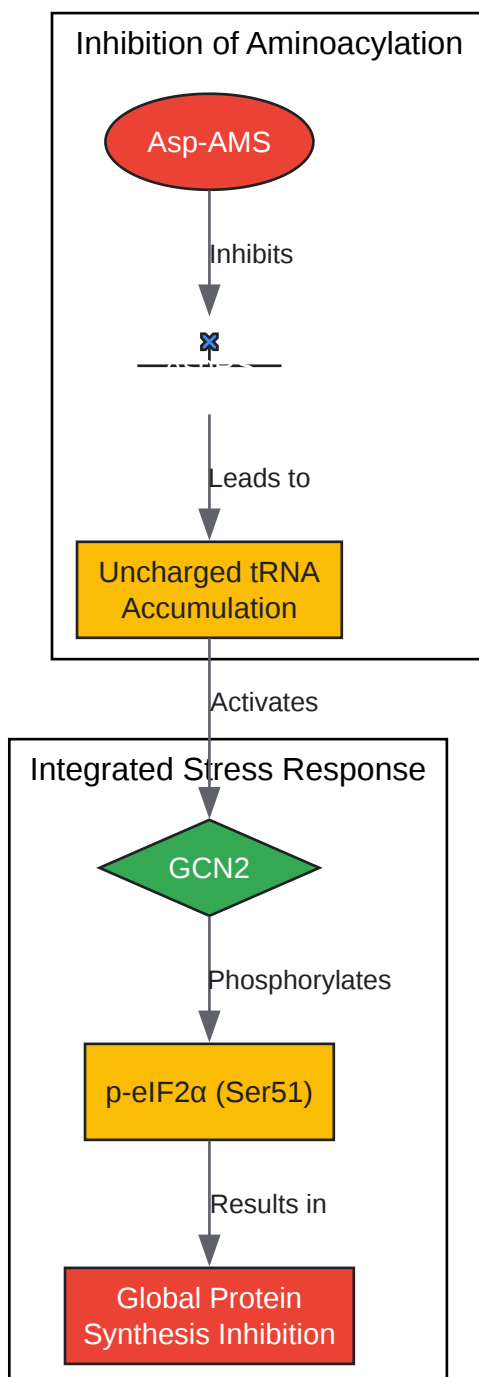 Inhibition of Aminoacylation
Asp-AMS
Inhibits
Leads to
Uncharged tRNA
Accumulation
Activates
Integrated Stress Response
GCN2
Phosphorylates
p-eIF2α (Ser51)
Results in
Global Protein
Synthesis Inhibition